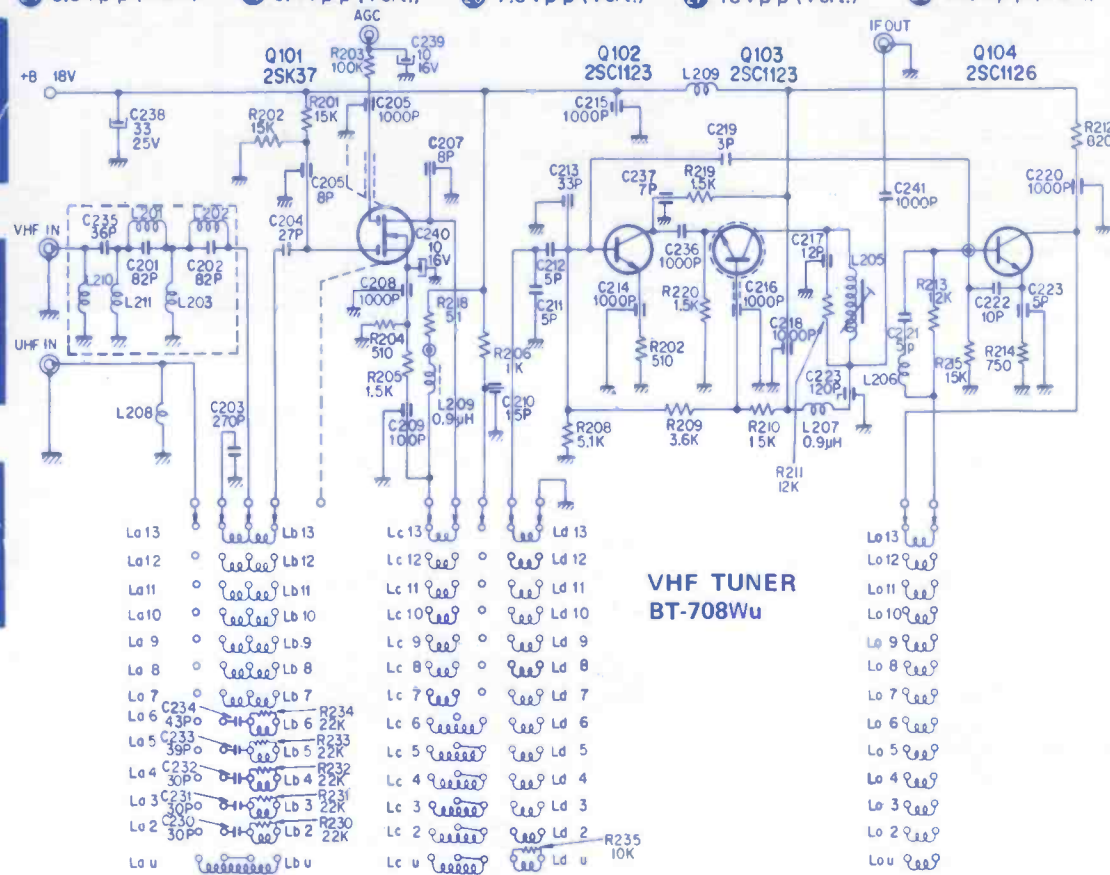 AGC
IF OUT
Q101
2SK37
R203
100K
C239
10
16V
Q102
2SC1123
Q103
2SC1123
Q104
2SC1126
+B 18V
L209
C238
33
25V
R202
15K
R201
15K
C205
1000P
C207
8P
C215
1000P
C219
3P
R212
820
C205
8P
C213
33P
C237
7P
R219
1.5K
C241
1000P
C220
1000P
VHF IN
C235
36P
L201
L202
C204
27P
C240
10
16V
C201
82P
C202
82P
L210
L211
L203
C212
5P
C236
1000P
C217
12P
L205
C208
1000P
R218
51
C211
5P
C214
1000P
R220
1.5K
C216
1000P
C218
1000P
R213
12K
C222
10P
C223
5P
UHF IN
R204
510
R206
1K
R202
510
C221
5P
R205
1.5K
C223
120P
L206
R215
15K
R214
750
L208
C203
270P
C209
100P
L209
0.9μH
C210
15P
R208
5.1K
R209
3.6K
R210
15K
L207
0.9μH
R211
12K
La 13 Lb 13 Lc 13 Ld 13 Lo 13
La 12 Lb 12 Lc 12 Ld 12 Lo 12
La 11 Lb 11 Lc 11 Ld 11 Lo 11
La 10 Lb 10 Lc 10 Ld 10 Lo 10
La 9 Lb 9 Lc 9 Ld 9 Lo 9
La 8 Lb 8 Lc 8 Ld 8 Lo 8
La 7 Lb 7 Lc 7 Ld 7 Lo 7
VHF TUNER
BT-708Wu
La 6 C234 43P Lb 6 R234 22K Lc 6 Ld 6 Lo 6
La 5 C233 39P Lb 5 R233 22K Lc 5 Ld 5 Lo 5
La 4 C232 30P Lb 4 R232 22K Lc 4 Ld 4 Lo 4
La 3 C231 30P Lb 3 R231 22K Lc 3 Ld 3 Lo 3
La 2 C230 30P Lb 2 R230 22K Lc 2 Ld 2 Lo 2
R235
10K
La u Lb u Lc u Ld u Lo u